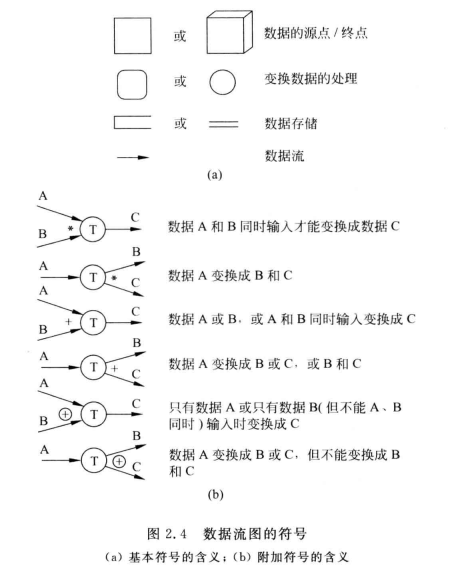 或 数据的源点/终点
或 变换数据的处理
或 数据存储
数据流
(a)
A
B * T C 数据 A 和 B 同时输入才能变换成数据 C
B
A T * C 数据 A 变换成 B 和 C
A
B + T C 数据 A 或 B，或 A 和 B 同时输入变换成 C
B
A T + C 数据 A 变换成 B 或 C，或 B 和 C
A
B ⊕ T C 只有数据 A 或只有数据 B(但不能 A、B
同时)输入时变换成 C
B
A T ⊕ C 数据 A 变换成 B 或 C，但不能变换成 B
和 C
(b)
图 2.4 数据流图的符号
(a) 基本符号的含义；(b) 附加符号的含义